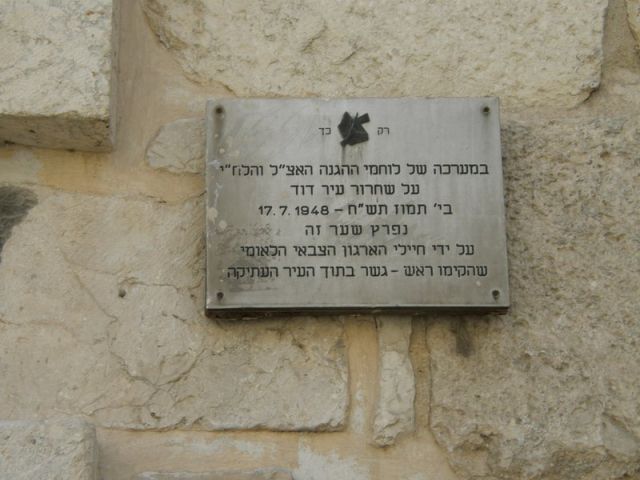 רק כך
במערכה של לוחמי ההגנה האצ"ל והלח"י
על שחרור עיר דוד
בי' תמוז תש"ח – 17.7.1948
נפרץ שער זה
על ידי חיילי הארגון הצבאי הלאומי
שהקימו ראש – גשר בתוך העיר העתיקה